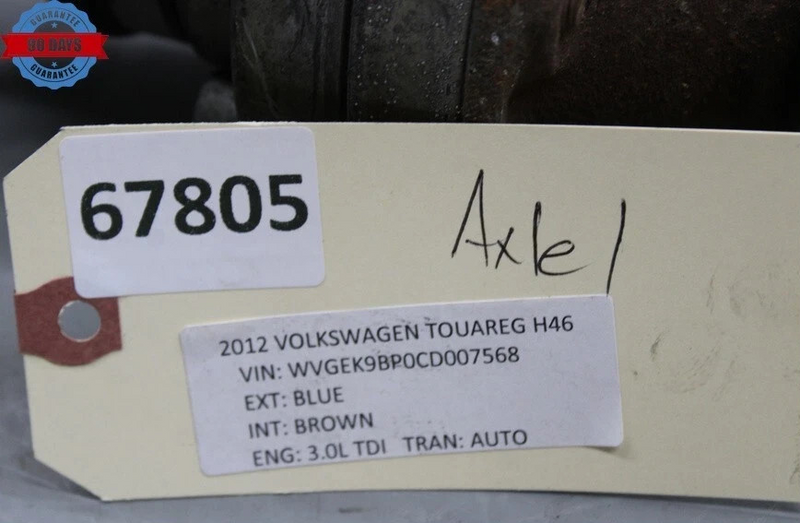 GUARANTEE
90 DAYS
GUARANTEE
67805
Axle 1
2012 VOLKSWAGEN TOUAREG H46
VIN: WVGEK9BP0CD007568
EXT: BLUE
INT: BROWN
ENG: 3.0L TDI TRAN: AUTO